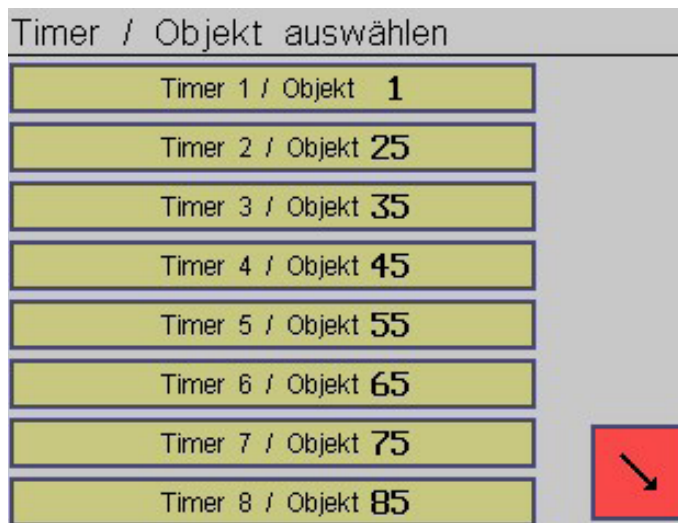 Timer / Objekt auswählen
Timer 1 / Objekt 1
Timer 2 / Objekt 25
Timer 3 / Objekt 35
Timer 4 / Objekt 45
Timer 5 / Objekt 55
Timer 6 / Objekt 65
Timer 7 / Objekt 75
Timer 8 / Objekt 85